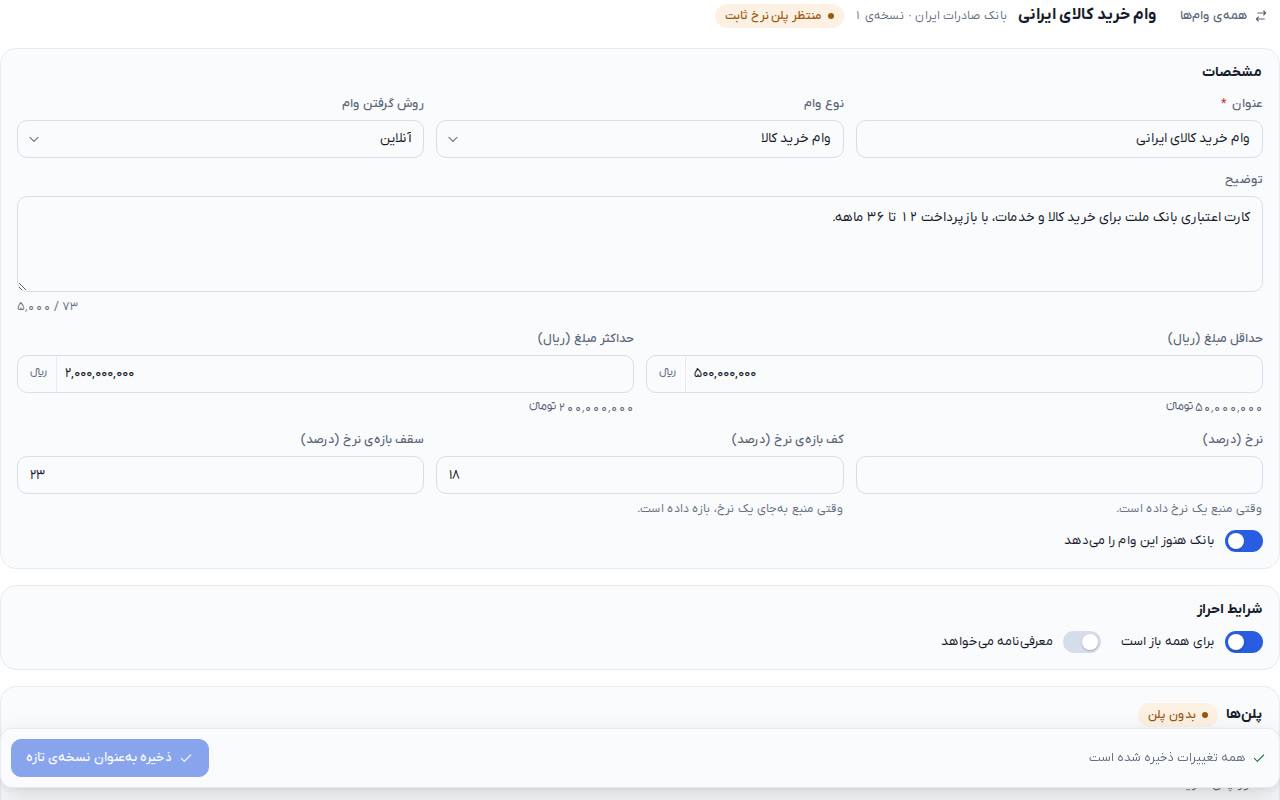 همه‌ی وام‌ها
وام خرید کالای ایرانی
بانک صادرات ایران · نسخه‌ی ۱
منتظر پلن نرخ ثابت
مشخصات
عنوان *
نوع وام
روش گرفتن وام
وام خرید کالای ایرانی
وام خرید کالا
آنلاین
توضیح
کارت اعتباری بانک ملت برای خرید کالا و خدمات، با بازپرداخت ۱۲ تا ۳۶ ماهه.
۷۳ / ۵,۰۰۰
حداقل مبلغ (ریال)
حداکثر مبلغ (ریال)
۵۰۰,۰۰۰,۰۰۰ ریال
۲,۰۰۰,۰۰۰,۰۰۰ ریال
۵۰,۰۰۰,۰۰۰ تومان
۲۰۰,۰۰۰,۰۰۰ تومان
نرخ (درصد)
کف بازه‌ی نرخ (درصد)
سقف بازه‌ی نرخ (درصد)
۱۸
۲۳
وقتی منبع یک نرخ داده است.
وقتی منبع به‌جای یک نرخ، بازه داده است.
بانک هنوز این وام را می‌دهد
شرایط احراز
برای همه باز است
معرفی‌نامه می‌خواهد
پلن‌ها
بدون پلن
همه تغییرات ذخیره شده است
ذخیره به‌عنوان نسخه‌ی تازه